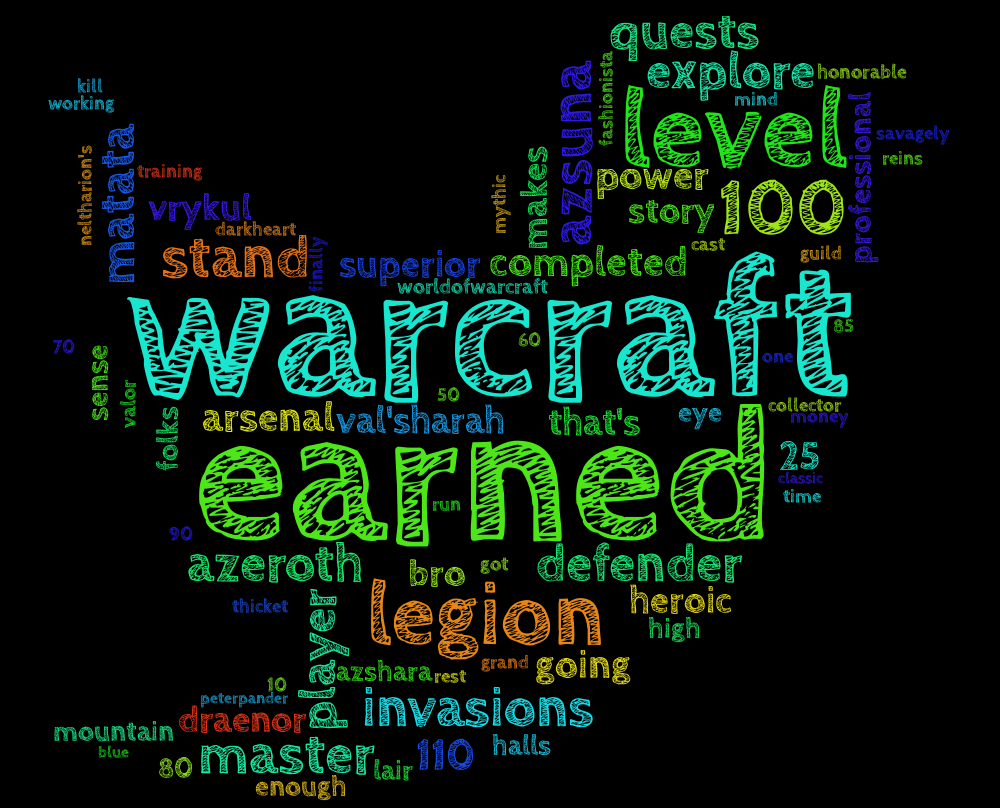 quests
explore
honorable
kill
mind
working
level
fashionista
azsuna
professional
savagely
reins
matata
neltharion's
training
mythic
makes
power
100
vrykul
story
darkheart
cast
guild
stand
finally
superior
completed
worldofwarcraft
warcraft
85
60
70
one
sense
valor
50
collector
money
folks
arsenal
val'sharah
that's
eye
earned
25
classic
time
run
90
azeroth
bro
got
defender
thicket
player
legion
heroic
high
azshara
rest
grand
going
10
peterpander
draenor
invasions
mountain
blue
80
master
lair
110
halls
enough